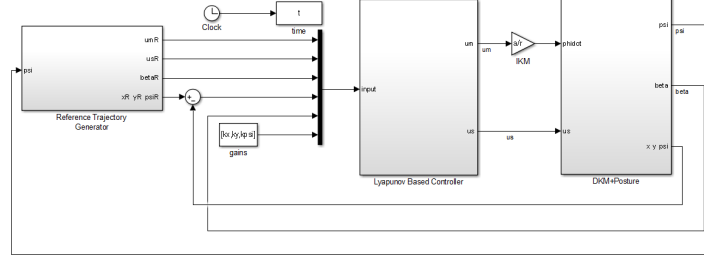 t
Clock
time
psi
umR
usR
betaR
xR yR psiR
Reference Trajectory
Generator
[kx,ky,kpsi]
gains
input
um
us
Lyapunov Based Controller
um
a/r
IKM
us
phidot
us
psi
beta
x y psi
DKM+Posture
psi
beta